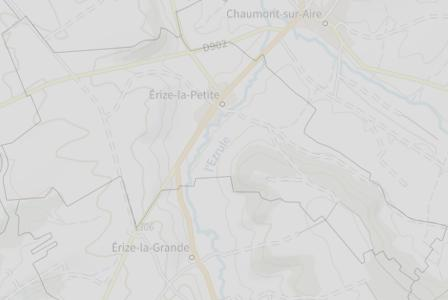 Chaumont-sur-Aire
D902
Érize-la-Petite
l'Ezrule
Érize-la-Grande